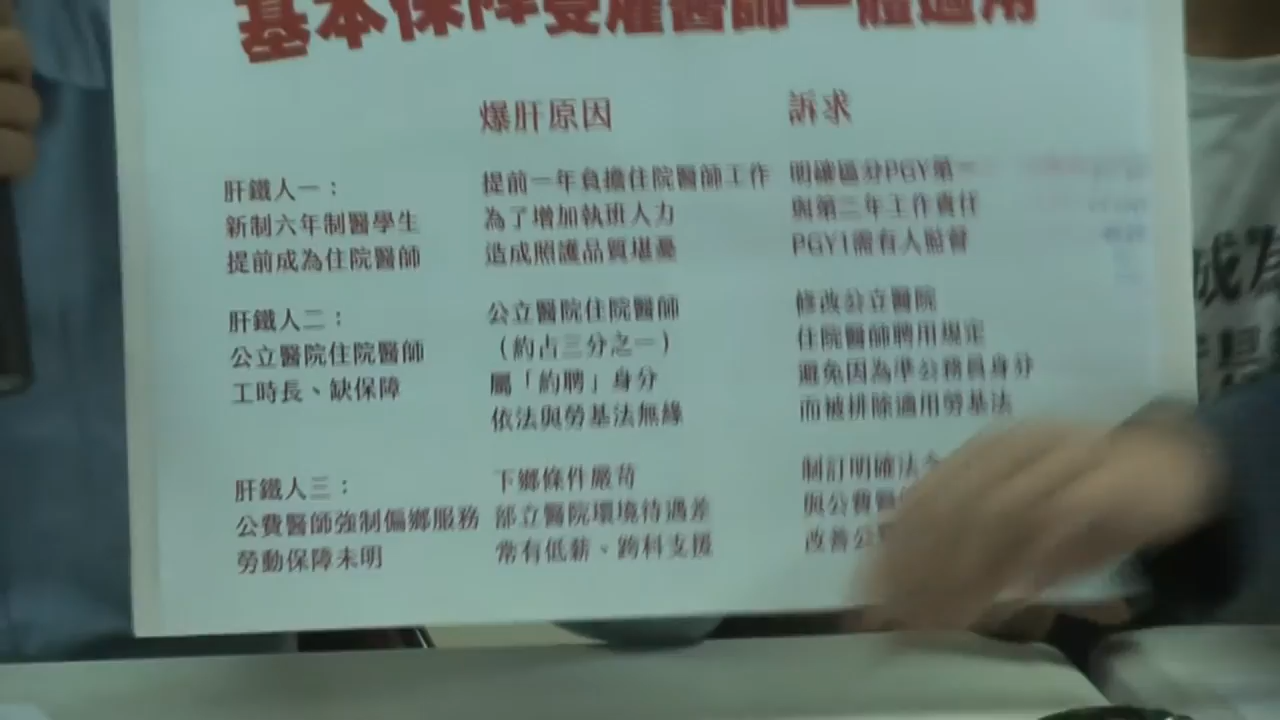 基本保障受雇醫師一體適用
爆肝原因
訴求
肝鐵人一：
新制六年制醫學生
提前成為住院醫師
提前一年負擔住院醫師工作
為了增加執班人力
造成照護品質堪憂
明確區分PGY第一
與第二年工作責任
PGY1需有人監督
肝鐵人二：
公立醫院住院醫師
工時長、缺保障
公立醫院住院醫師
（約占三分之一）
屬「約聘」身分
依法與勞基法無緣
修改公立醫院
住院醫師聘用規定
避免因為準公務員身分
而被排除適用勞基法
肝鐵人三：
公費醫師強制偏鄉服務
勞動保障未明
下鄉條件嚴苛
部立醫院環境待遇差
常有低薪、跨科支援
制訂明確法
與公費醫
改善公